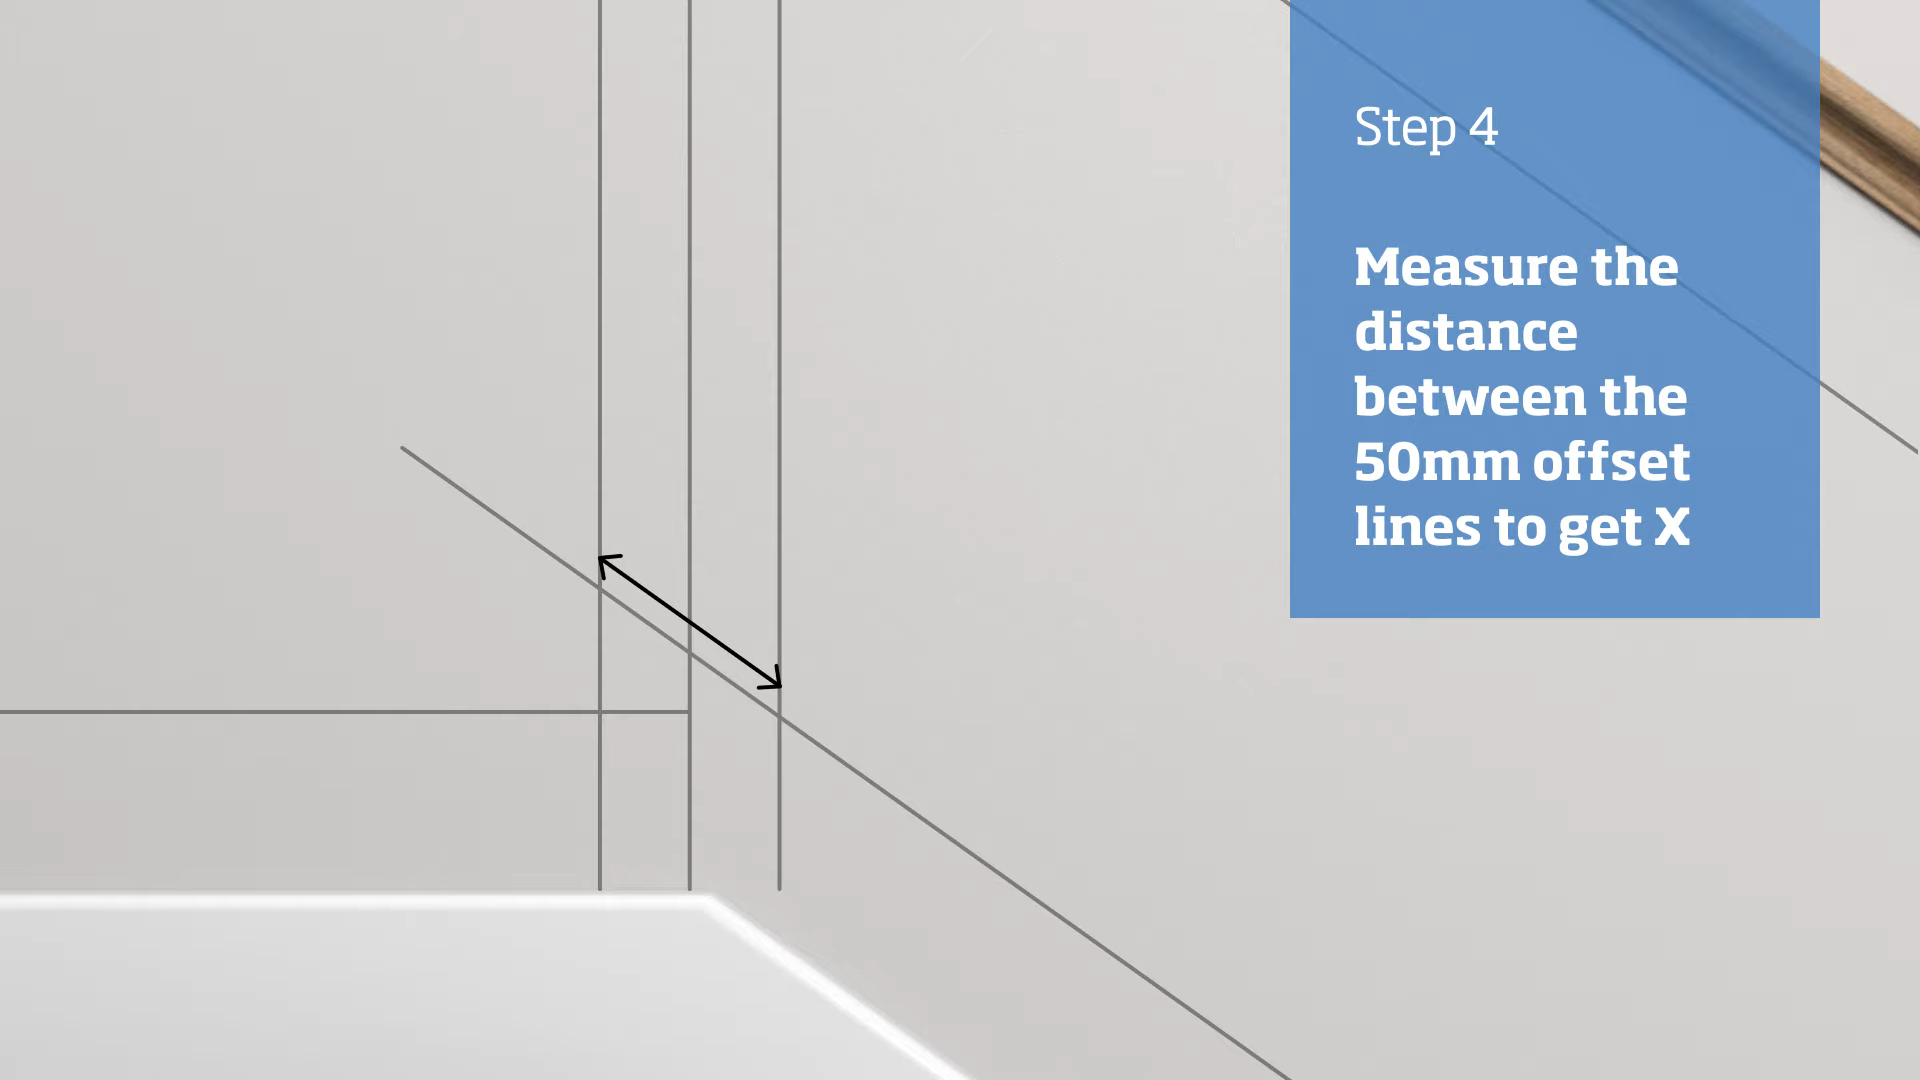 Step 4
Measure the
distance
between the
50mm offset
lines to get X